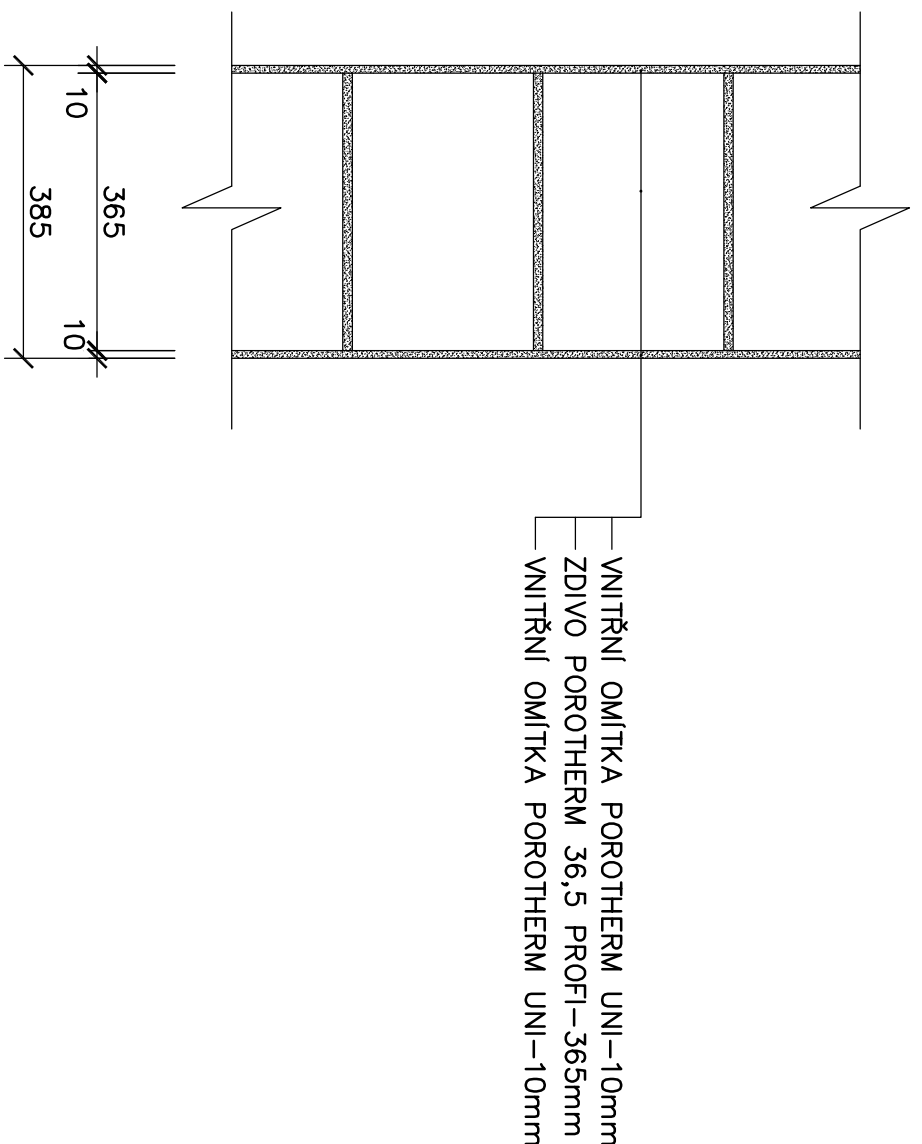 VNITŘNÍ OMÍTKA POROTHERM UNI-10mm
ZDIVO POROTHERM 36,5 PROFI-365mm
VNITŘNÍ OMÍTKA POROTHERM UNI-10mm
10
365
10
385